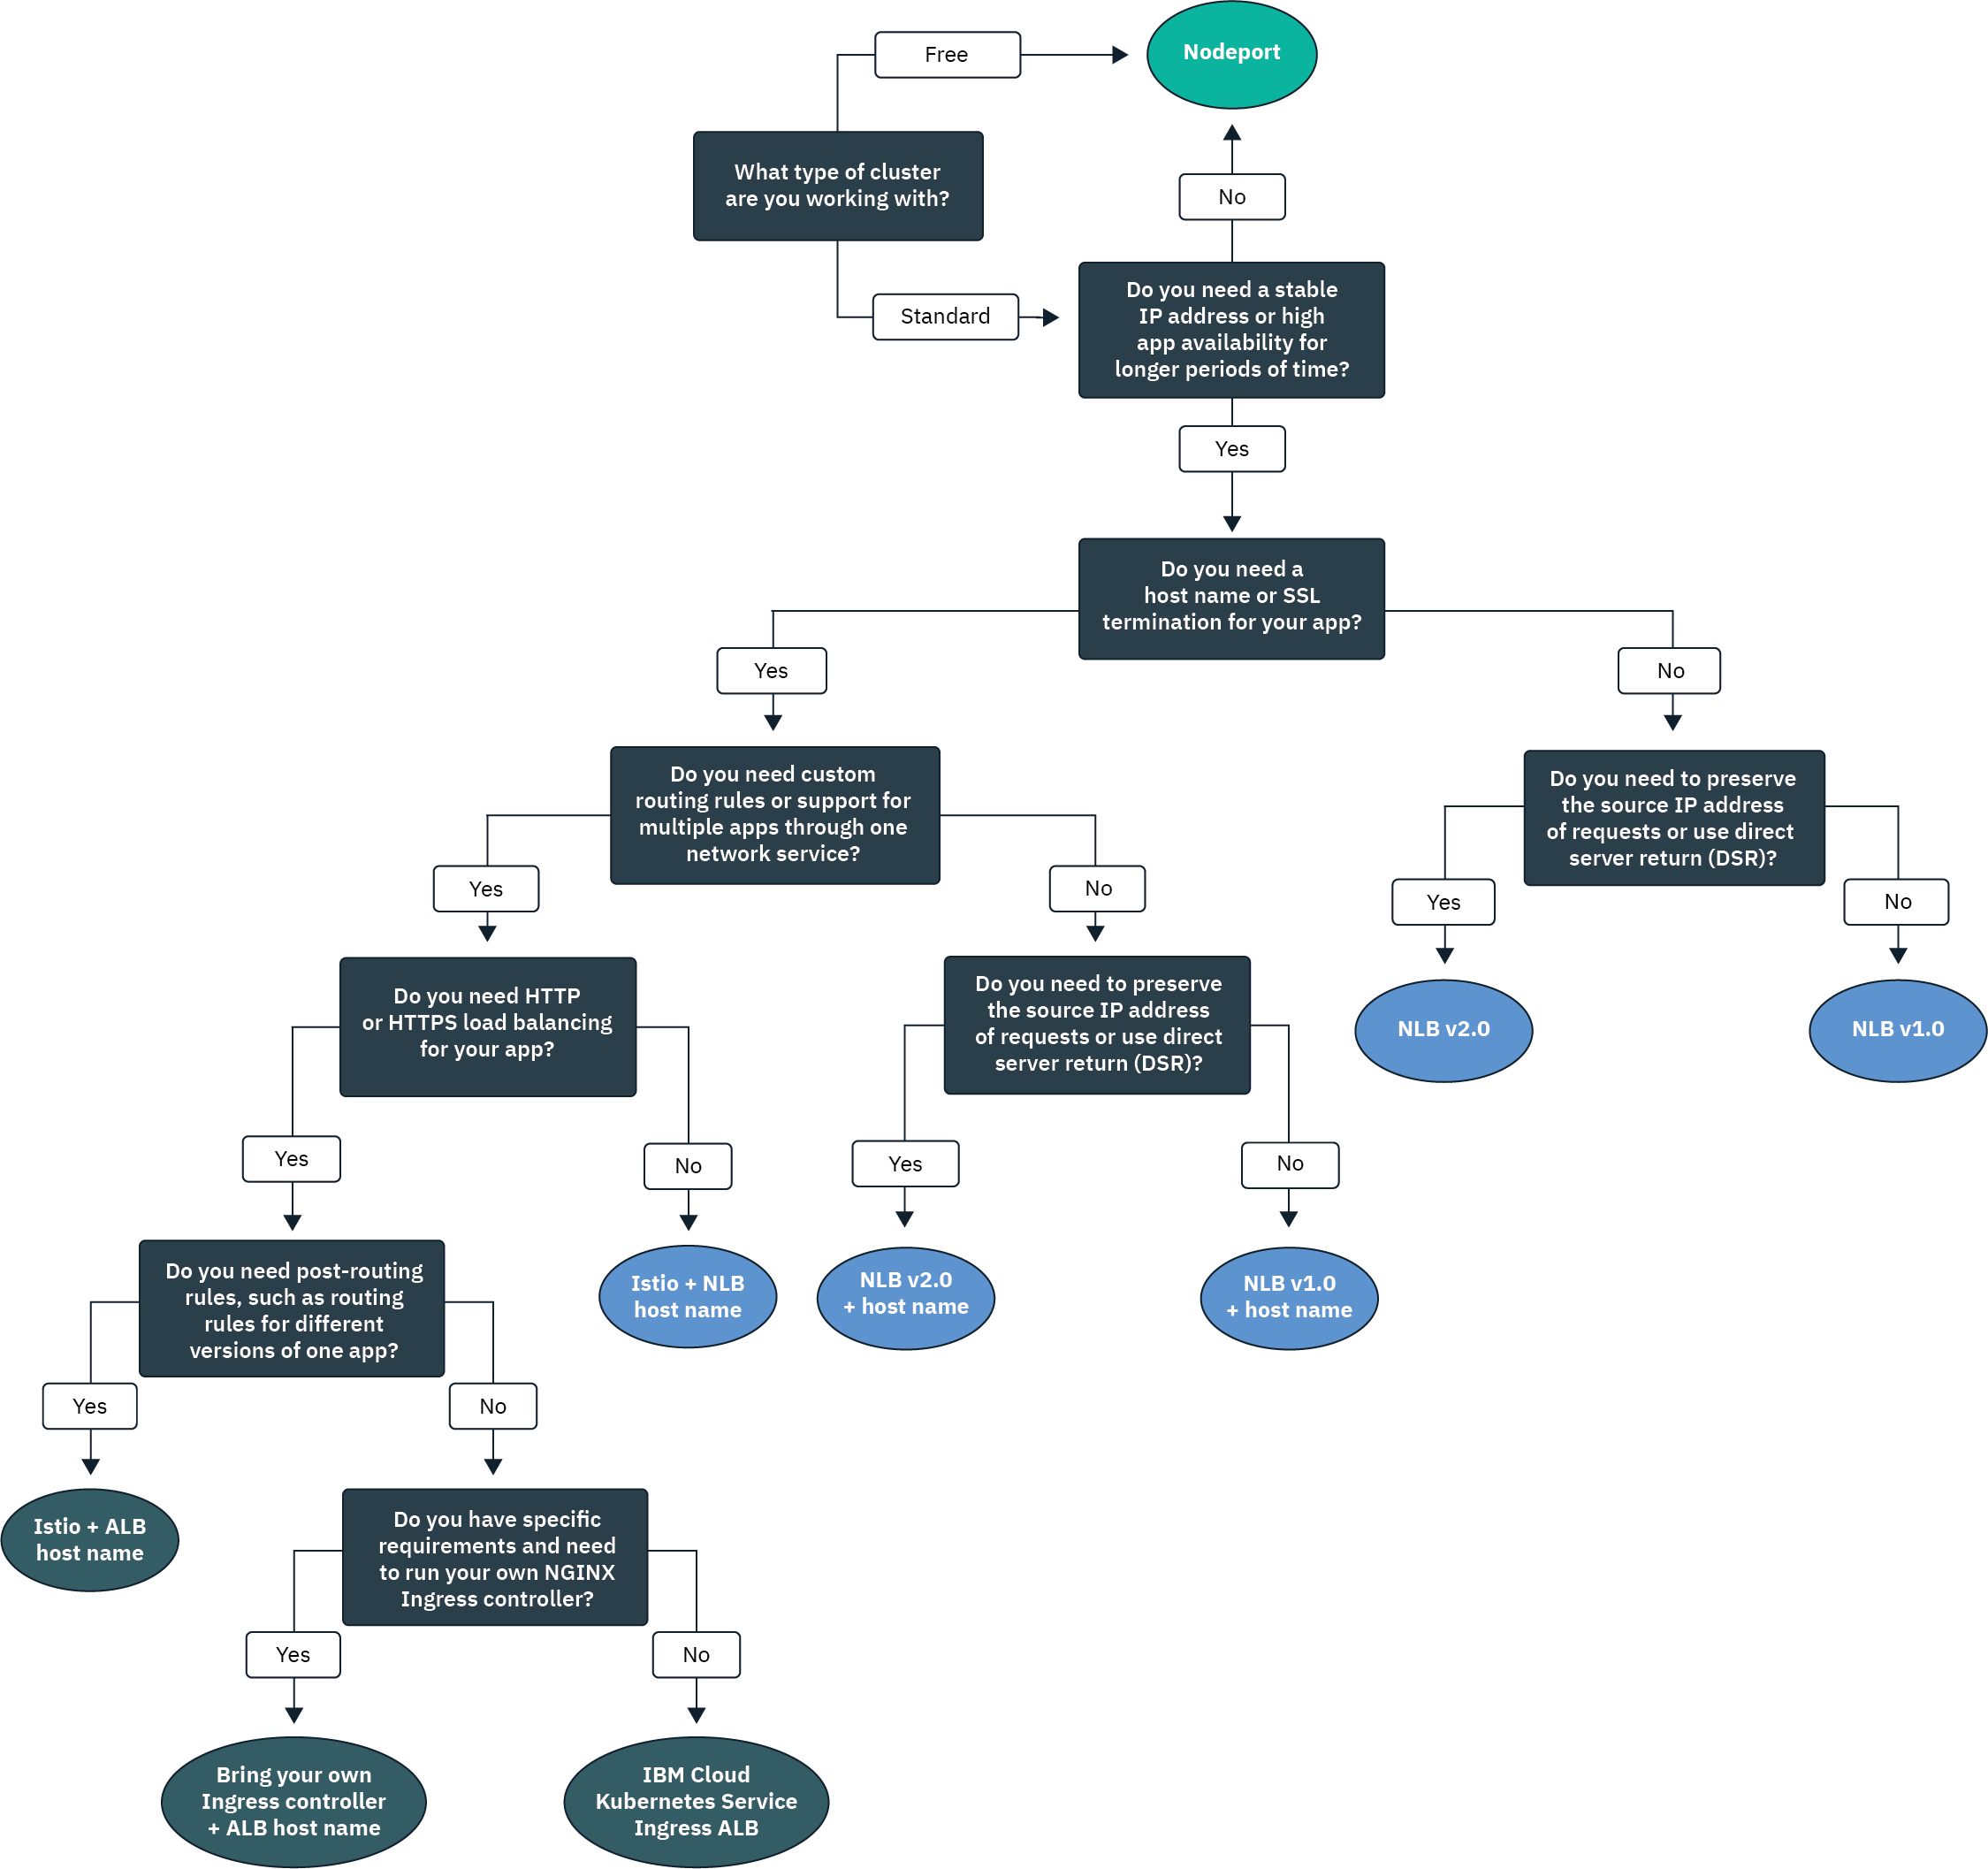 Free
Nodeport
What type of cluster
are you working with?
No
Standard
Do you need a stable
IP address or high
app availability for
longer periods of time?
Yes
Do you need a
host name or SSL
termination for your app?
Yes
No
Do you need custom
routing rules or support for
multiple apps through one
network service?
Do you need to preserve
the source IP address
of requests or use direct
server return (DSR)?
Yes
No
Yes
No
Do you need HTTP
or HTTPS load balancing
for your app?
Do you need to preserve
the source IP address
of requests or use direct
server return (DSR)?
NLB v2.0
NLB v1.0
Yes
No
Yes
No
Do you need post-routing
rules, such as routing
rules for different
versions of one app?
Istio + NLB
host name
NLB v2.0
+ host name
NLB v1.0
+ host name
Yes
No
Istio + ALB
host name
Do you have specific
requirements and need
to run your own NGINX
Ingress controller?
Yes
No
Bring your own
Ingress controller
+ ALB host name
IBM Cloud
Kubernetes Service
Ingress ALB